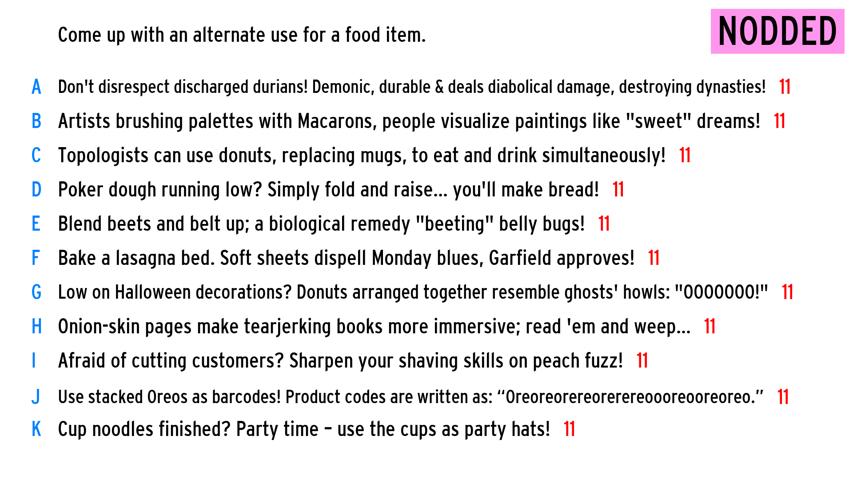 Come up with an alternate use for a food item.
NODDED
A Don't disrespect discharged durians! Demonic, durable & deals diabolical damage, destroying dynasties! 11
B Artists brushing palettes with Macarons, people visualize paintings like "sweet" dreams! 11
C Topologists can use donuts, replacing mugs, to eat and drink simultaneously! 11
D Poker dough running low? Simply fold and raise... you'll make bread! 11
E Blend beets and belt up; a biological remedy "beeting" belly bugs! 11
F Bake a lasagna bed. Soft sheets dispell Monday blues, Garfield approves! 11
G Low on Halloween decorations? Donuts arranged together resemble ghosts' howls: "OOOOOOO!" 11
H Onion-skin pages make tearjerking books more immersive; read 'em and weep... 11
I Afraid of cutting customers? Sharpen your shaving skills on peach fuzz! 11
J Use stacked Oreos as barcodes! Product codes are written as: “Oreoreorereorerereoooreooreoreo.” 11
K Cup noodles finished? Party time – use the cups as party hats! 11